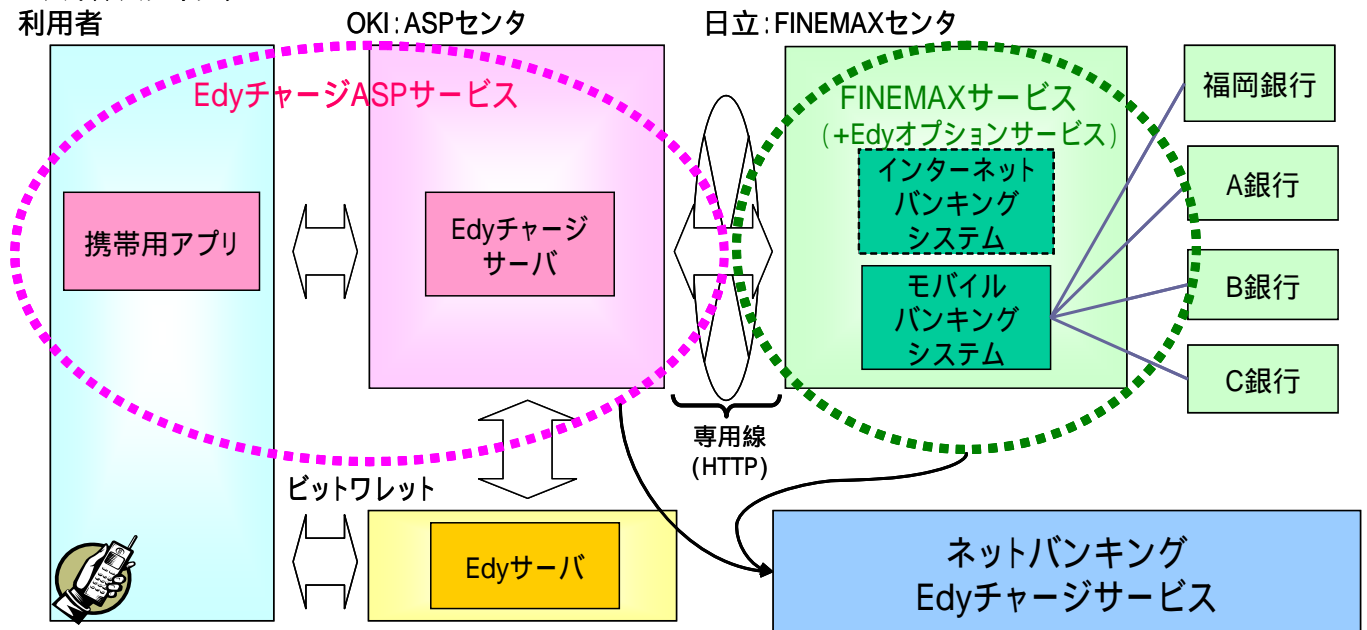 利用者
OKI:ASPセンタ
日立:FINEMAXセンタ
EdyチャージASPサービス
FINEMAXサービス
(+Edyオプションサービス)
携帯用アプリ
Edyチャージ
サーバ
インターネット
バンキング
システム
モバイル
バンキング
システム
福岡銀行
A銀行
B銀行
C銀行
専用線
(HTTP)
ビットワレット
Edyサーバ
ネットバンキング
Edyチャージサービス